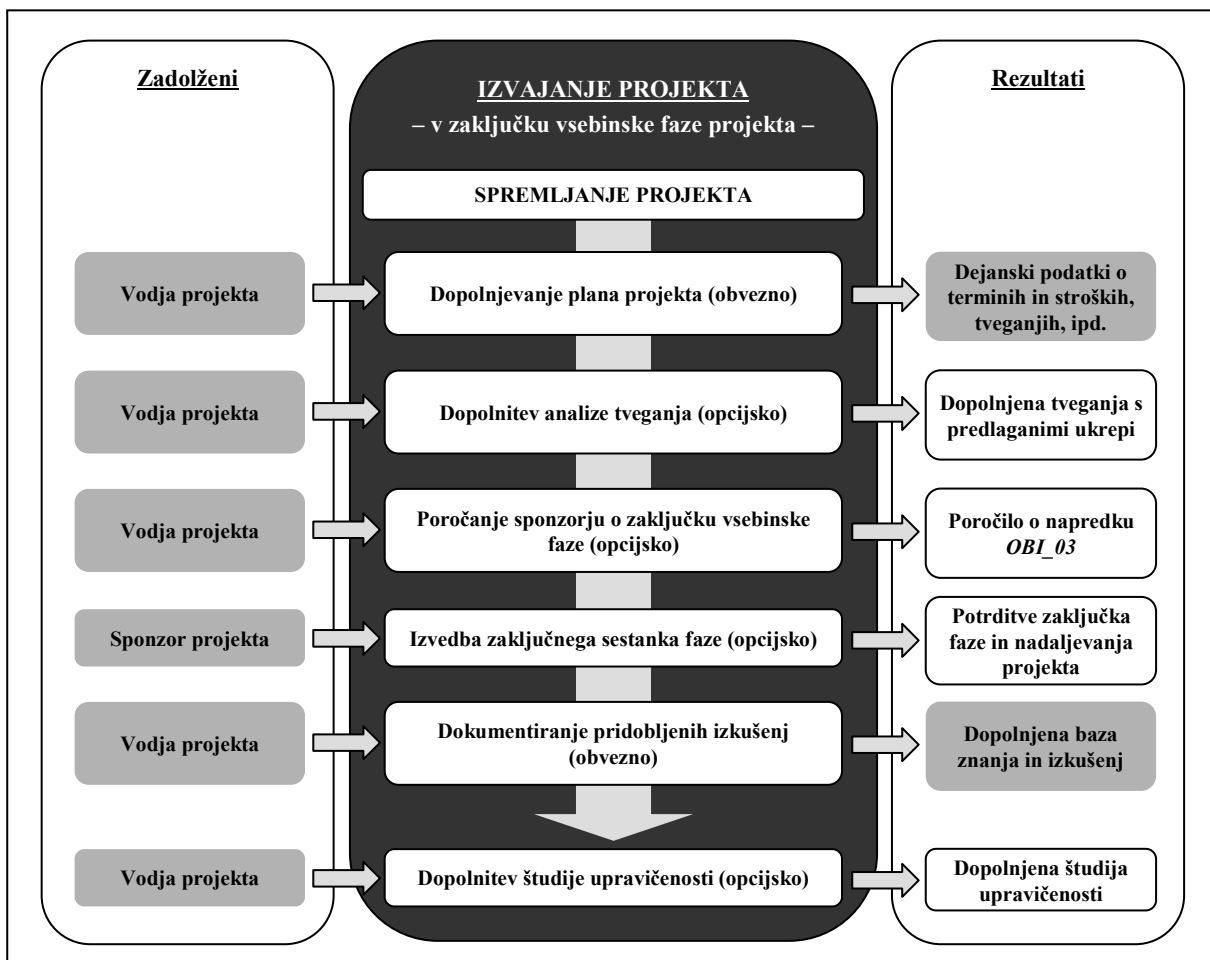 Zadolženi
IZVAJANJE PROJEKTA
– v zaključku vsebinske faze projekta –
Rezultati
SPREMLJANJE PROJEKTA
Vodja projekta
Dopolnjevanje plana projekta (obvezno)
Dejanski podatki o
terminih in stroških,
tveganjih, ipd.
Vodja projekta
Dopolnitev analize tveganja (opcijsko)
Dopolnjena tveganja s
predlaganimi ukrepi
Vodja projekta
Poročanje sponzorju o zaključku vsebinske
faze (opcijsko)
Poročilo o napredku
OBI_03
Sponzor projekta
Izvedba zaključnega sestanka faze (opcijsko)
Potrditve zaključka
faze in nadaljevanja
projekta
Vodja projekta
Dokumentiranje pridobljenih izkušenj
(obvezno)
Dopolnjena baza
znanja in izkušenj
Vodja projekta
Dopolnitev študije upravičenosti (opcijsko)
Dopolnjena študija
upravičenosti